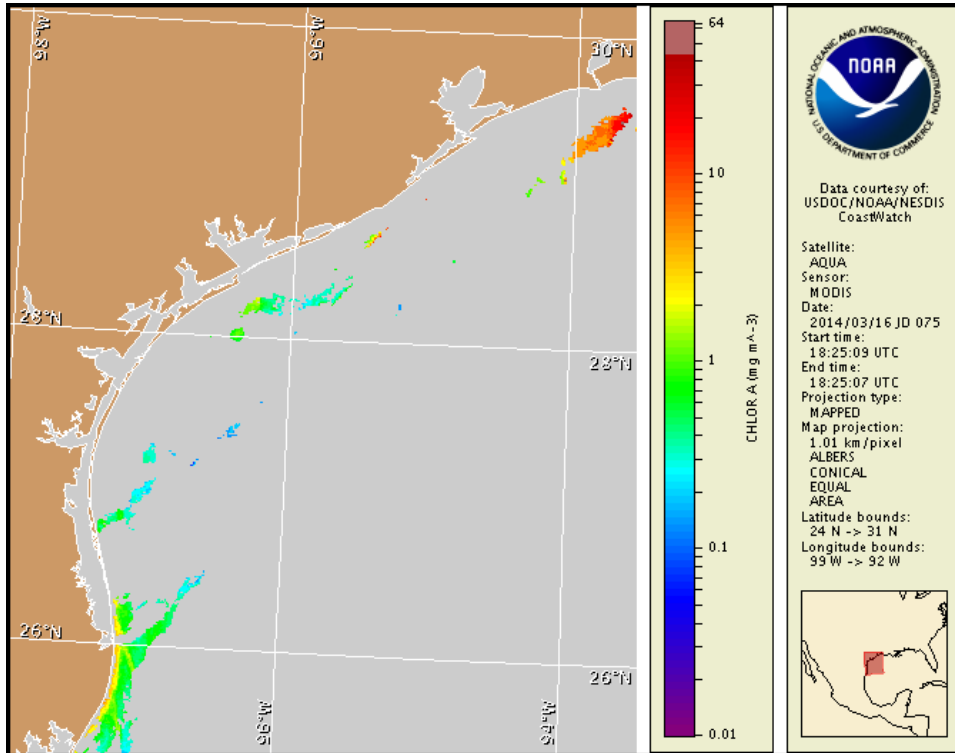 98°W
96°W
30°N
28°N
28°N
26°N
26°N
96°W
94°W
64
10
1
0.1
0.01
CHLOR A (mg m^-3)
NATIONAL OCEANIC AND ATMOSPHERIC ADMINISTRATION
NOAA
U.S. DEPARTMENT OF COMMERCE
Data courtesy of:
USDOC/NOAA/NESDIS
CoastWatch
Satellite:
AQUA
Sensor:
MODIS
Date:
2014/03/16 JD 075
Start time:
18:25:09 UTC
End time:
18:25:07 UTC
Projection type:
MAPPED
Map projection:
1.01 km/pixel
ALBERS
CONICAL
EQUAL
AREA
Latitude bounds:
24 N -> 31 N
Longitude bounds:
99 W -> 92 W